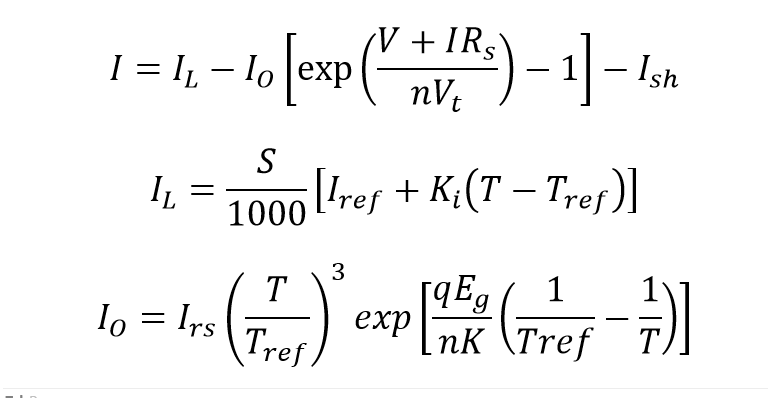 I = I_L − I_O [exp((V + IR_s)/(nV_t)) − 1] − I_sh
I_L = S/1000 [I_ref + K_i(T − T_ref)]
I_O = I_rs (T/T_ref)^3 exp[qE_g/nK (1/Tref − 1/T)]